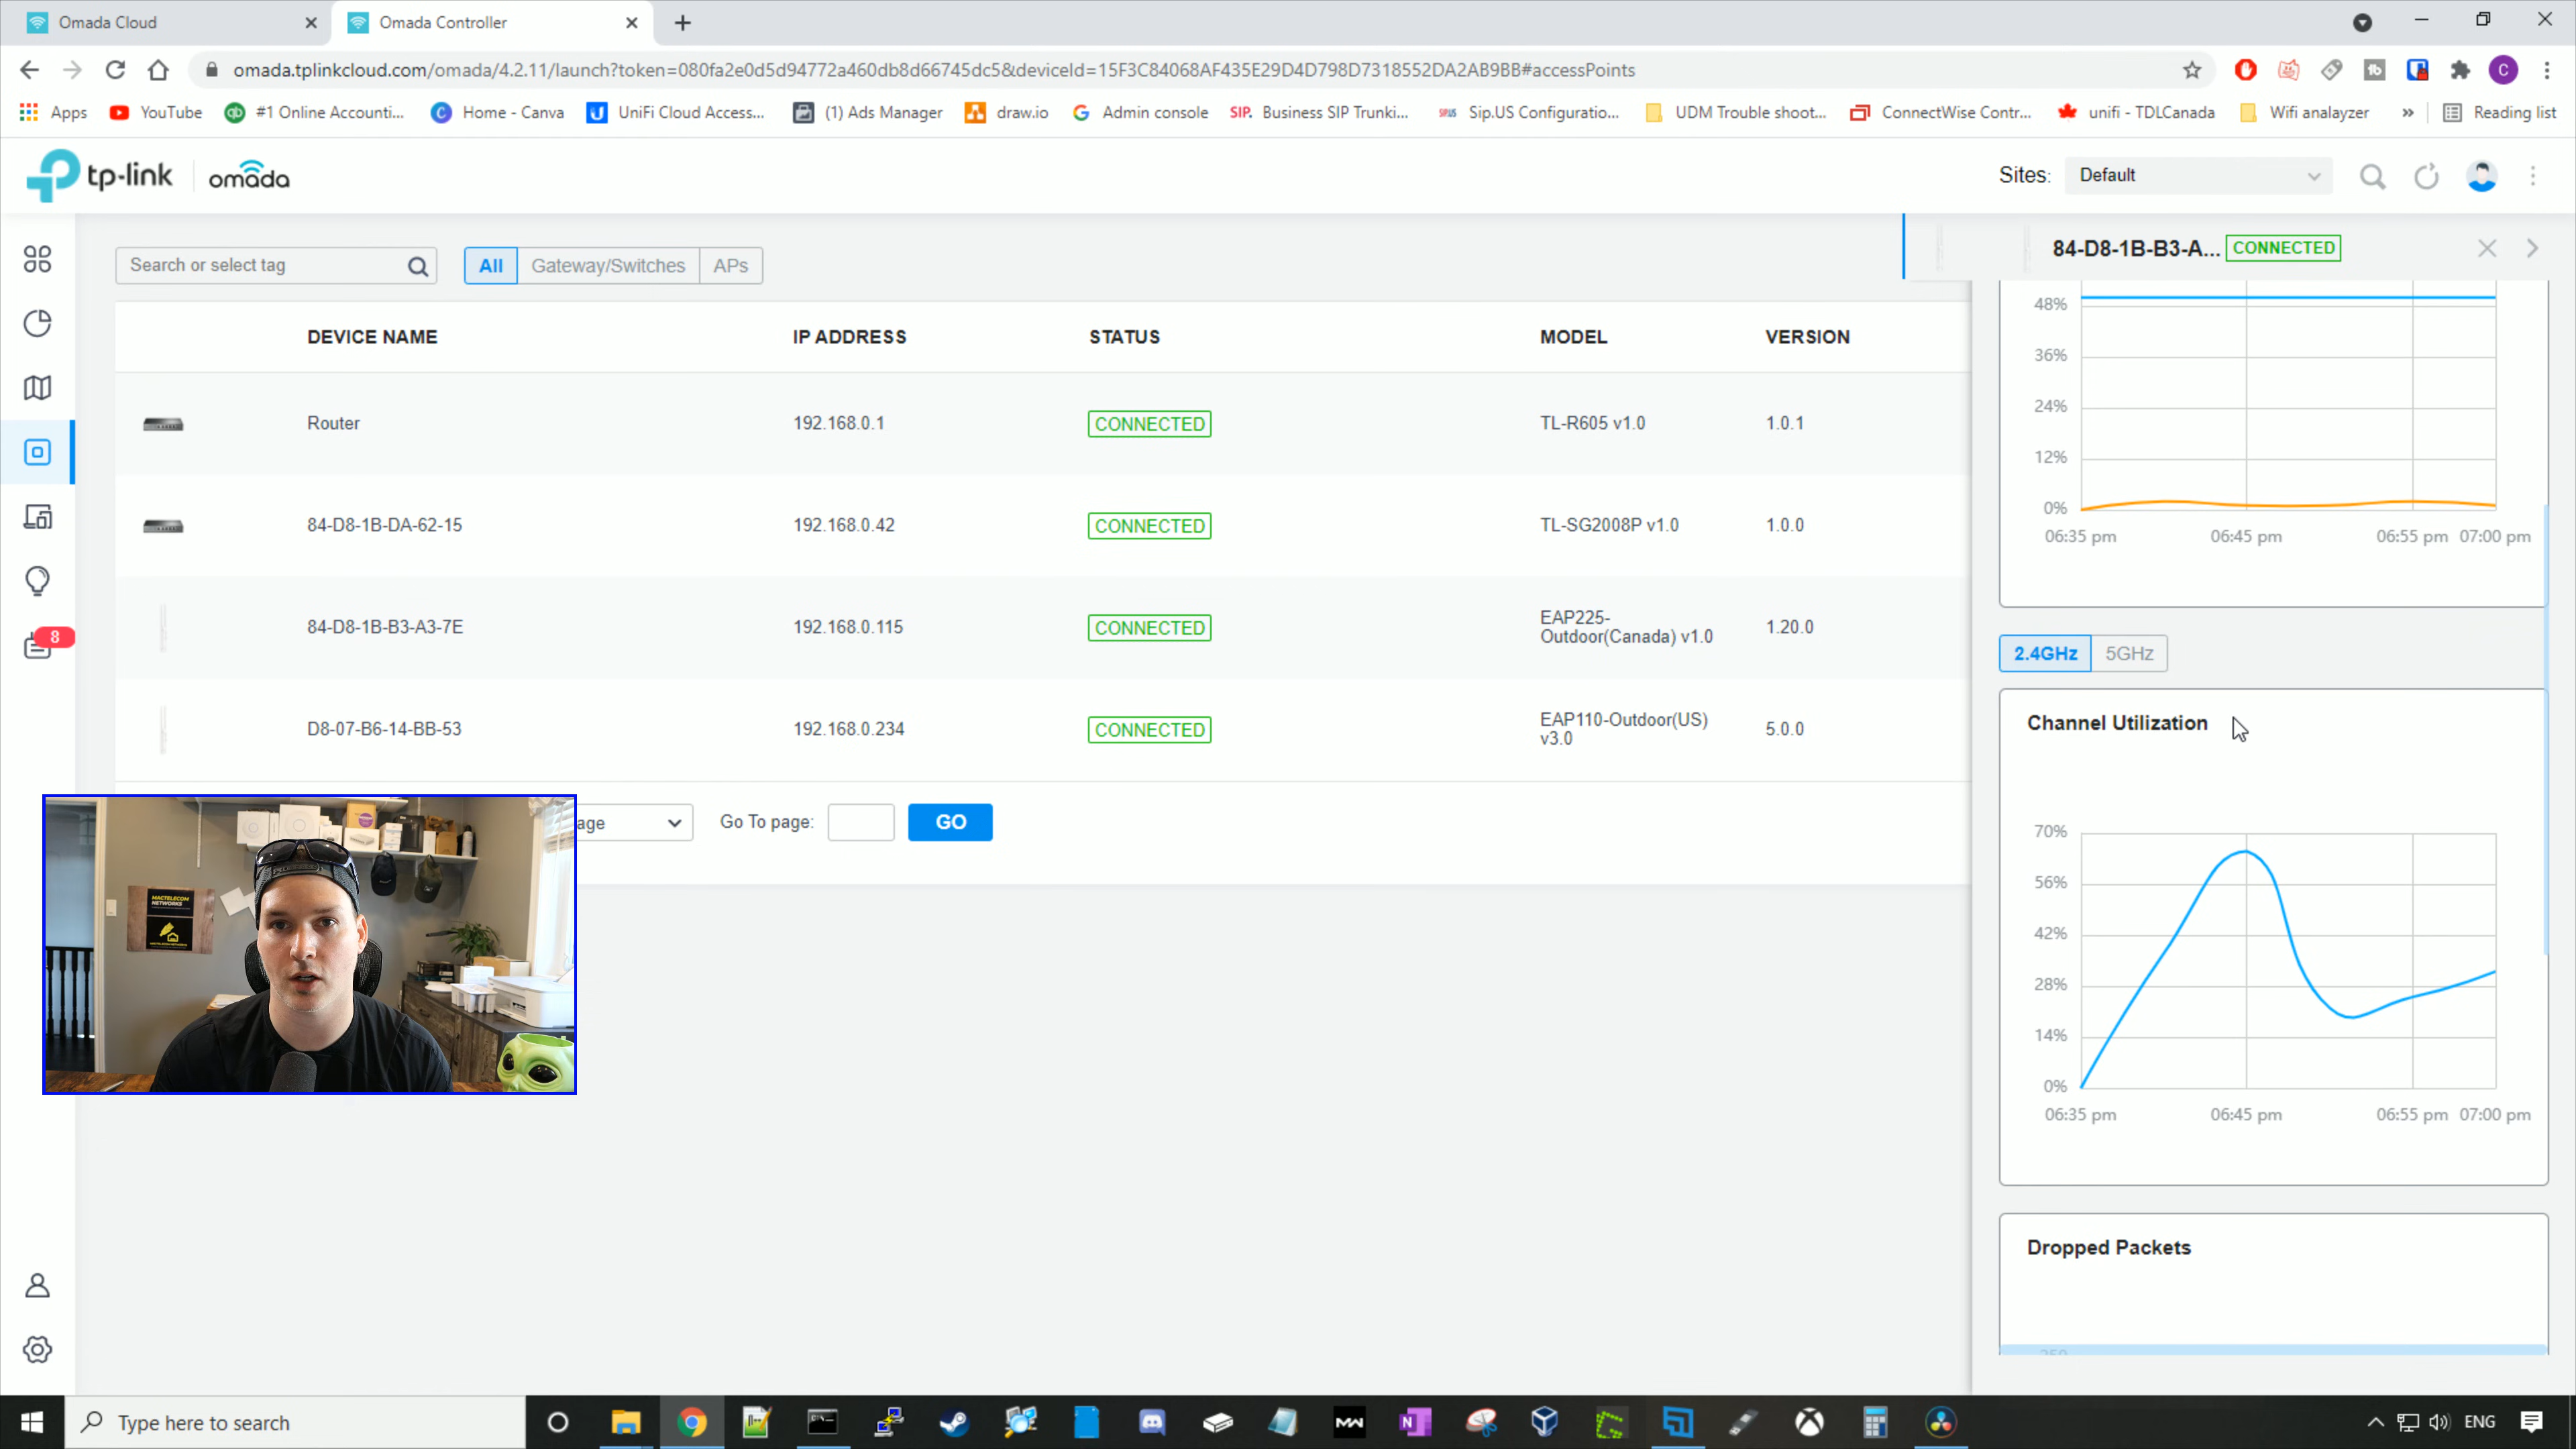 Omada Cloud
Omada Controller
omada.tplinkcloud.com/omada/4.2.11/launch?token=080fa2e0d5d94772a460db8d66745dc5&deviceId=15F3C84068AF435E29D4D798D7318552DA2AB9BB#accessPoints
C
Apps
YouTube
#1 Online Accounti...
Home - Canva
UniFi Cloud Access...
(1) Ads Manager
draw.io
Admin console
SIP. Business SIP Trunki...
Sip.US Configuratio...
UDM Trouble shoot...
ConnectWise Contr...
unifi - TDLCanada
Wifi analayzer
»
Reading list
tp-link
omada
Sites: Default
Search or select tag
All Gateway/Switches APs
84-D8-1B-B3-A... CONNECTED
DEVICE NAME IP ADDRESS STATUS MODEL VERSION
Router 192.168.0.1 CONNECTED TL-R605 v1.0 1.0.1
84-D8-1B-DA-62-15 192.168.0.42 CONNECTED TL-SG2008P v1.0 1.0.0
84-D8-1B-B3-A3-7E 192.168.0.115 CONNECTED EAP225-
Outdoor(Canada) v1.0 1.20.0
D8-07-B6-14-BB-53 192.168.0.234 CONNECTED EAP110-Outdoor(US)
v3.0 5.0.0
8
age
Go To page:
GO
MACTELECOM
NETWORKS
48%
36%
24%
12%
0%
06:35 pm 06:45 pm 06:55 pm 07:00 pm
2.4GHz 5GHz
Channel Utilization
70%
56%
42%
28%
14%
0%
06:35 pm 06:45 pm 06:55 pm 07:00 pm
Dropped Packets
Type here to search
ENG